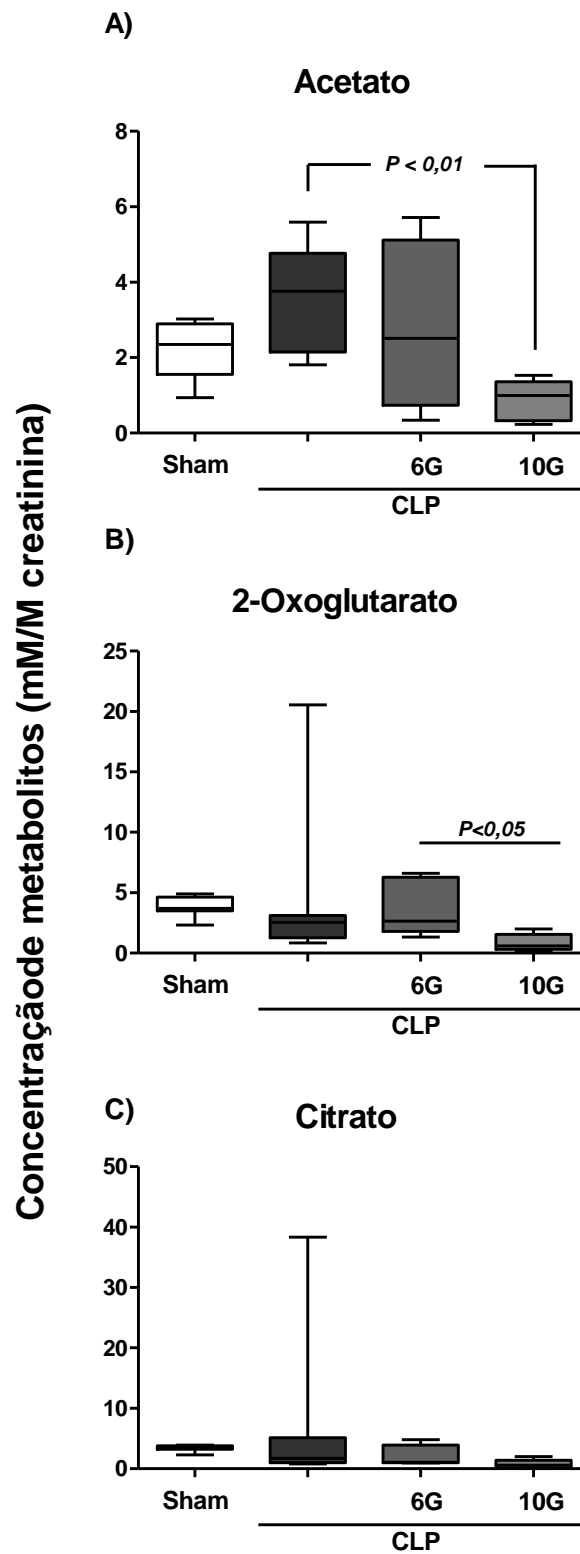 Concentraçãode metabolitos (mM/M creatinina)
A)
Acetato
8
6
4
2
0
P < 0,01
Sham
6G
10G
CLP
B)
2-Oxoglutarato
25
20
15
10
5
0
P<0,05
Sham
6G
10G
CLP
C)
Citrato
50
40
30
20
10
0
Sham
6G
10G
CLP